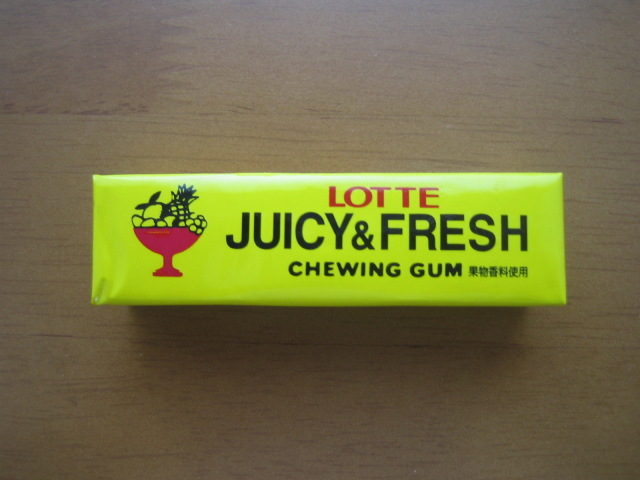 LOTTE
JUICY&FRESH
CHEWING GUM 果物香料使用